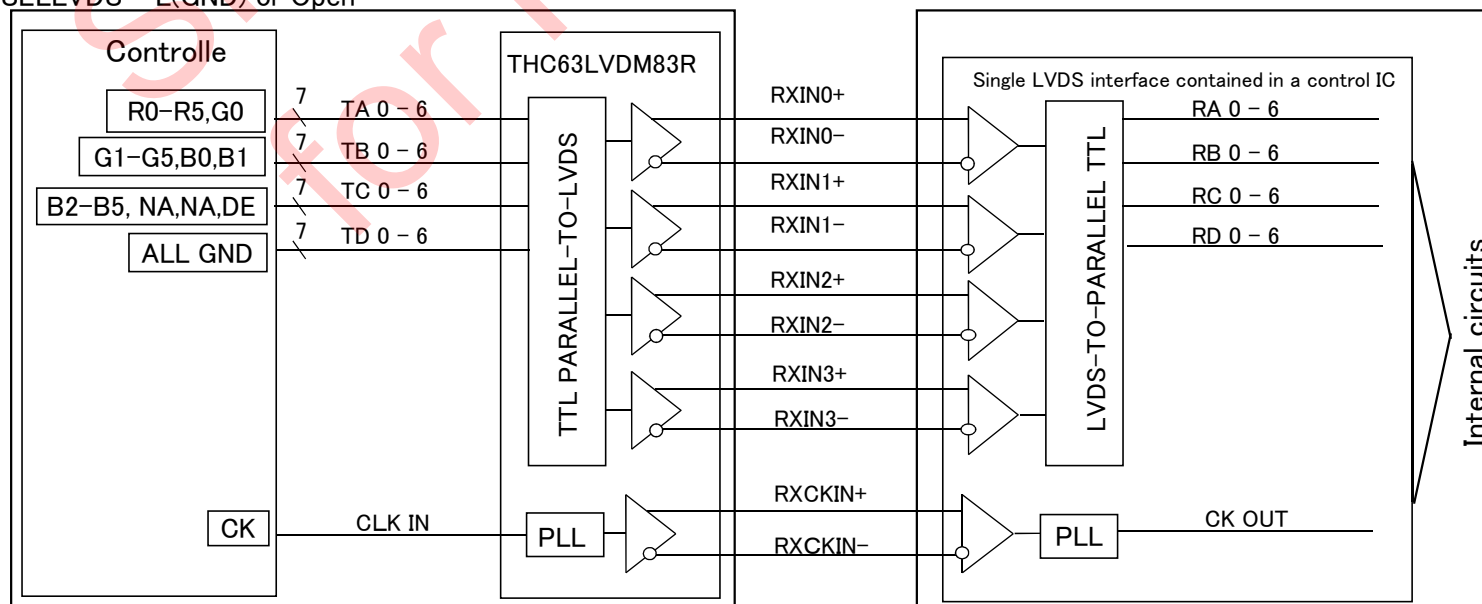 Controlle
THC63LVDM83R
Single LVDS interface contained in a control IC
R0-R5,G0
7
TA 0 - 6
RXIN0+
RA 0 - 6
G1-G5,B0,B1
7
TB 0 - 6
RXIN0-
RB 0 - 6
B2-B5, NA,NA,DE
7
TC 0 - 6
RXIN1+
RC 0 - 6
ALL GND
7
TD 0 - 6
RXIN1-
RD 0 - 6
TTL PARALLEL-TO-LVDS
LVDS-TO-PARALLEL TTL
RXIN2+
RXIN2-
RXIN3+
RXIN3-
Internal circuits
RXCKIN+
CK
CLK IN
PLL
RXCKIN-
PLL
CK OUT
for